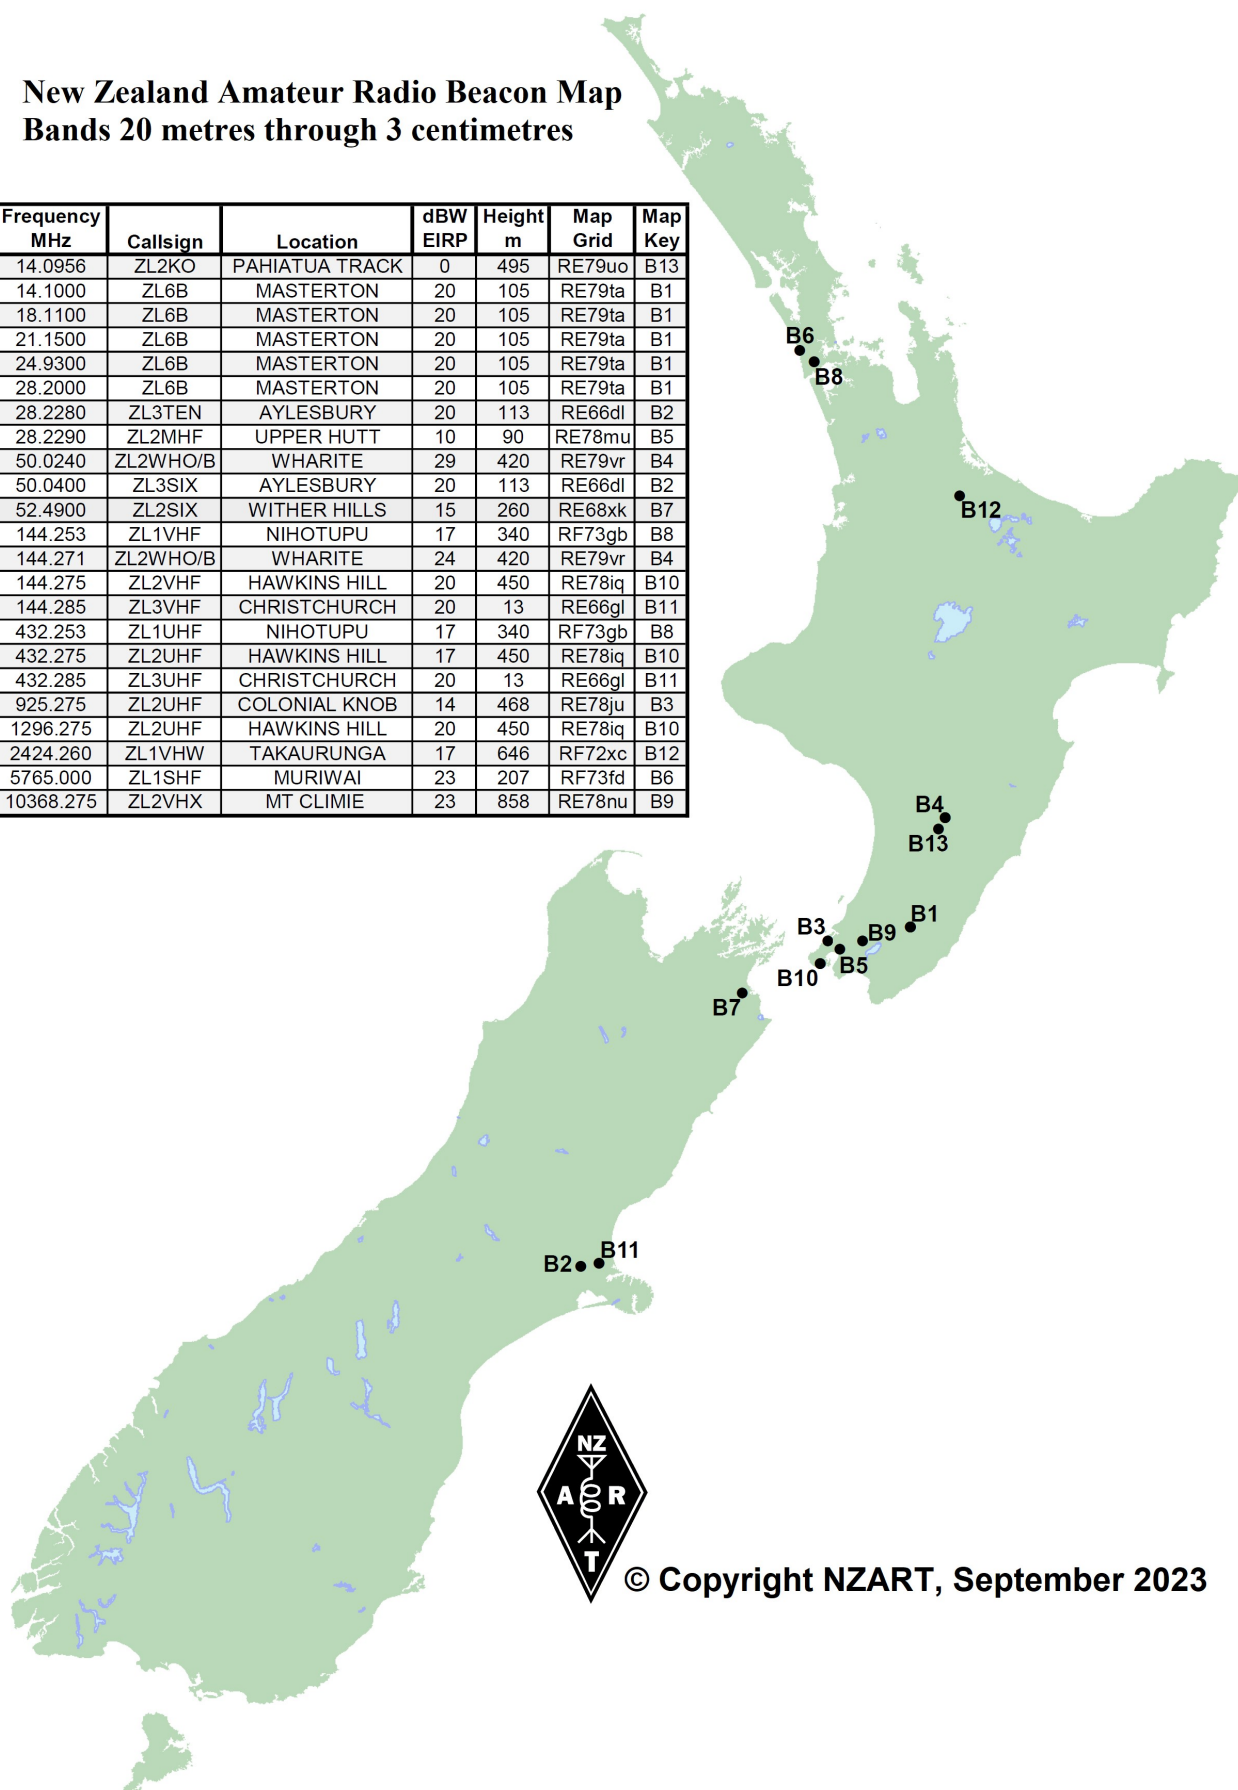 New Zealand Amateur Radio Beacon Map
Bands 20 metres through 3 centimetres
Frequency MHz Callsign Location dBW EIRP Height m Map Grid Map Key
14.0956 ZL2KO PAHIATUA TRACK 0 495 RE79uo B13
14.1000 ZL6B MASTERTON 20 105 RE79ta B1
18.1100 ZL6B MASTERTON 20 105 RE79ta B1
21.1500 ZL6B MASTERTON 20 105 RE79ta B1
24.9300 ZL6B MASTERTON 20 105 RE79ta B1
28.2000 ZL6B MASTERTON 20 105 RE79ta B1
28.2280 ZL3TEN AYLESBURY 20 113 RE66dl B2
28.2290 ZL2MHF UPPER HUTT 10 90 RE78mu B5
50.0240 ZL2WHO/B WHARITE 29 420 RE79vr B4
50.0400 ZL3SIX AYLESBURY 20 113 RE66dl B2
52.4900 ZL2SIX WITHER HILLS 15 260 RE68xk B7
144.253 ZL1VHF NIHOTUPU 17 340 RF73gb B8
144.271 ZL2WHO/B WHARITE 24 420 RE79vr B4
144.275 ZL2VHF HAWKINS HILL 20 450 RE78iq B10
144.285 ZL3VHF CHRISTCHURCH 20 13 RE66gl B11
432.253 ZL1UHF NIHOTUPU 17 340 RF73gb B8
432.275 ZL2UHF HAWKINS HILL 17 450 RE78iq B10
432.285 ZL3UHF CHRISTCHURCH 20 13 RE66gl B11
925.275 ZL2UHF COLONIAL KNOB 14 468 RE78ju B3
1296.275 ZL2UHF HAWKINS HILL 20 450 RE78iq B10
2424.260 ZL1VHW TAKAURUNGA 17 646 RF72xc B12
5765.000 ZL1SHF MURIWAI 23 207 RF73fd B6
10368.275 ZL2VHX MT CLIMIE 23 858 RE78nu B9
B6
B8
B12
B4
B13
B1
B3
B9
B5
B10
B7
B11
B2
NZ
A R
T
© Copyright NZART, September 2023